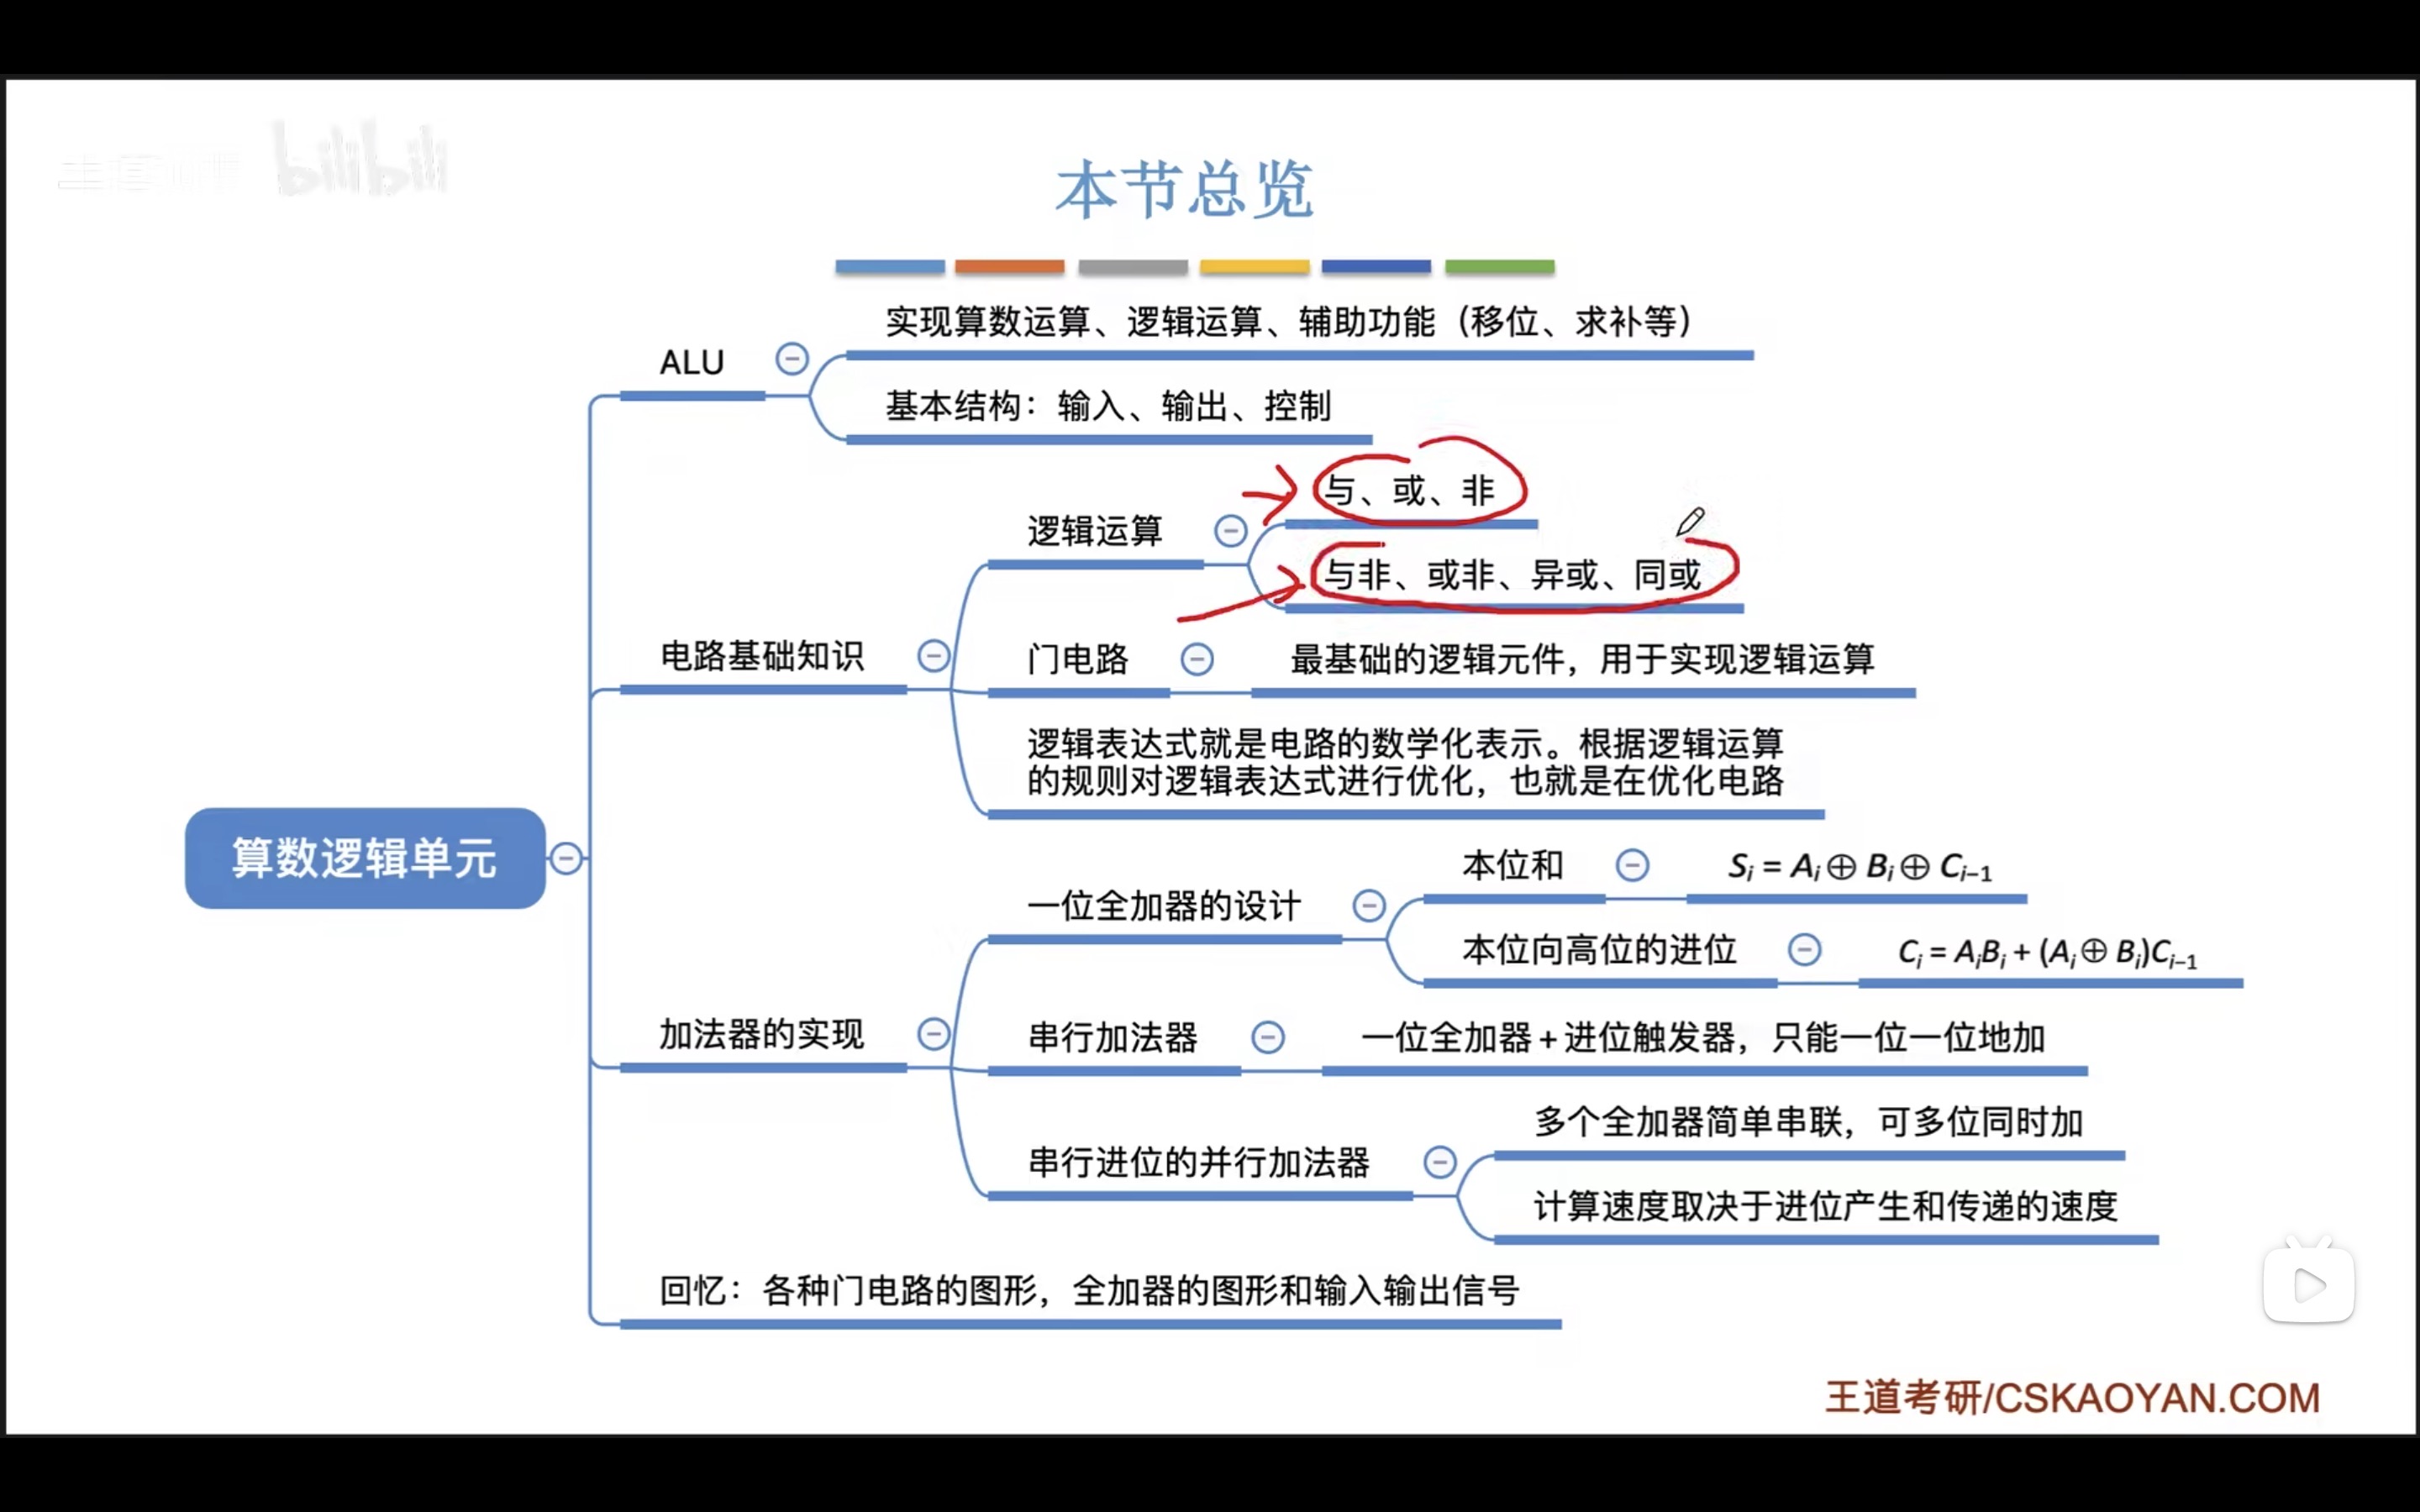 bilibili
本节总览
实现算数运算、逻辑运算、辅助功能（移位、求补等）
ALU
基本结构：输入、输出、控制
与、或、非
逻辑运算
与非、或非、异或、同或
电路基础知识
门电路
最基础的逻辑元件，用于实现逻辑运算
逻辑表达式就是电路的数学化表示。根据逻辑运算
的规则对逻辑表达式进行优化，也就是在优化电路
算数逻辑单元
本位和
Sᵢ = Aᵢ⊕ Bᵢ⊕ Cᵢ₋₁
一位全加器的设计
本位向高位的进位
Cᵢ = AᵢBᵢ + (Aᵢ⊕ Bᵢ)Cᵢ₋₁
加法器的实现
串行加法器
一位全加器+进位触发器，只能一位一位地加
多个全加器简单串联，可多位同时加
串行进位的并行加法器
计算速度取决于进位产生和传递的速度
回忆：各种门电路的图形，全加器的图形和输入输出信号
王道考研/CSKAOYAN.COM